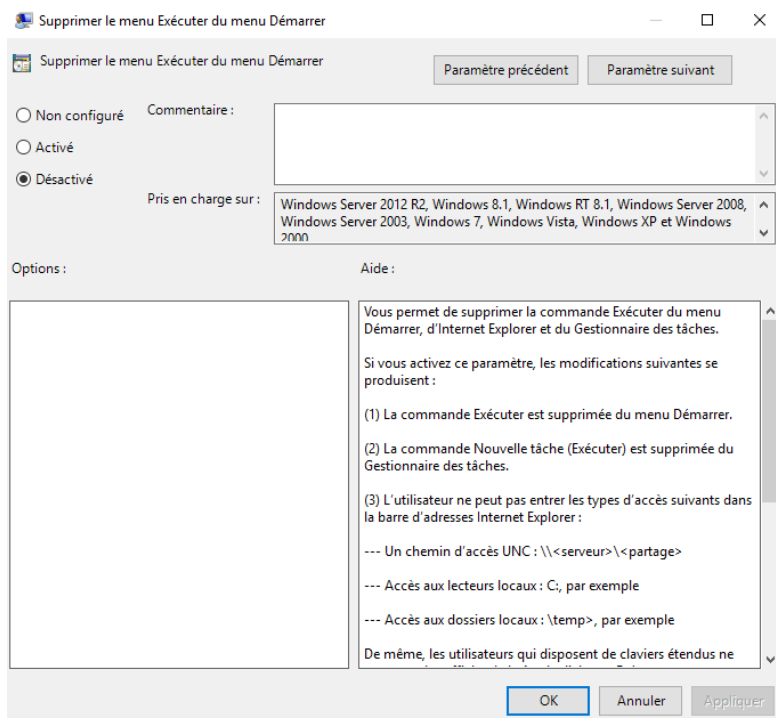 Supprimer le menu Exécuter du menu Démarrer
Supprimer le menu Exécuter du menu Démarrer
Paramètre précédent
Paramètre suivant
Non configuré
Commentaire :
Activé
Désactivé
Pris en charge sur :
Windows Server 2012 R2, Windows 8.1, Windows RT 8.1, Windows Server 2008,
Windows Server 2003, Windows 7, Windows Vista, Windows XP et Windows
2000
Options :
Aide :
Vous permet de supprimer la commande Exécuter du menu
Démarrer, d'Internet Explorer et du Gestionnaire des tâches.
Si vous activez ce paramètre, les modifications suivantes se
produisent :
(1) La commande Exécuter est supprimée du menu Démarrer.
(2) La commande Nouvelle tâche (Exécuter) est supprimée du
Gestionnaire des tâches.
(3) L'utilisateur ne peut pas entrer les types d'accès suivants dans
la barre d'adresses Internet Explorer :
--- Un chemin d'accès UNC : \\<serveur>\<partage>
--- Accès aux lecteurs locaux : C:, par exemple
--- Accès aux dossiers locaux : \temp>, par exemple
De même, les utilisateurs qui disposent de claviers étendus ne
OK
Annuler
Appliquer